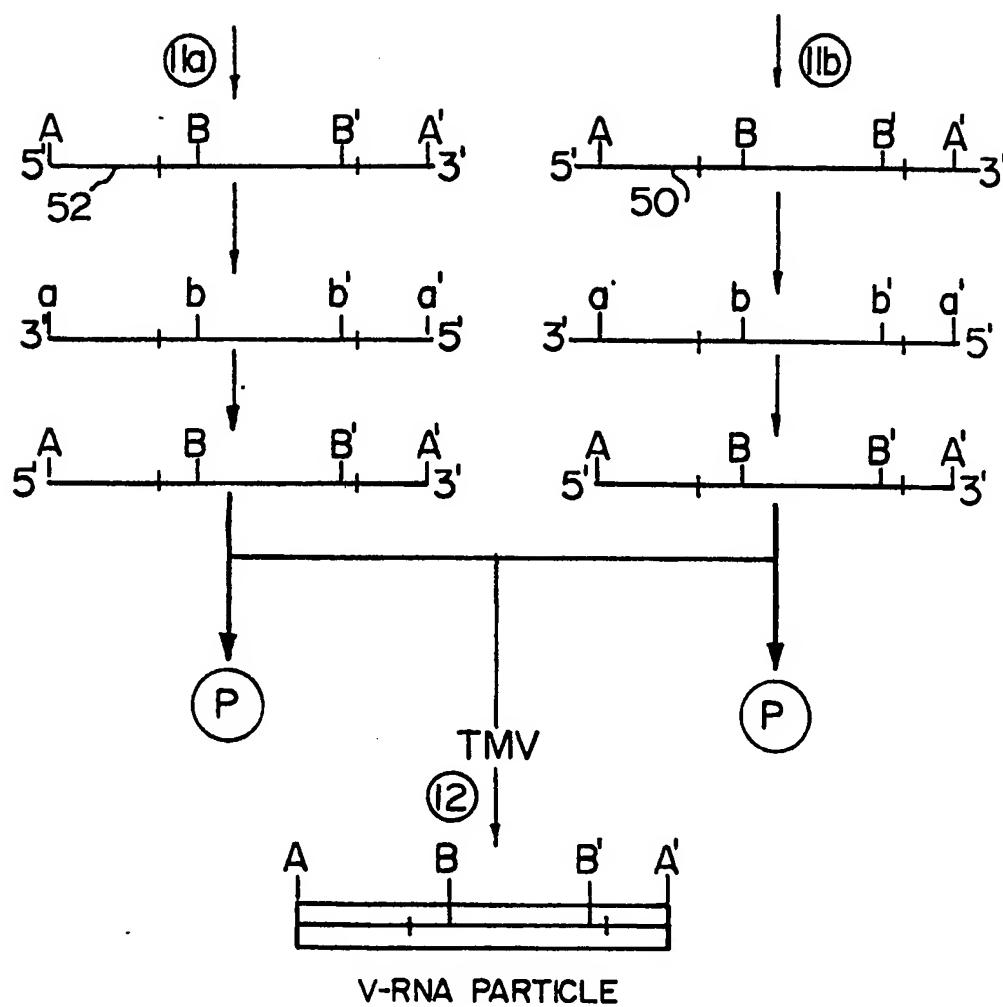 11a 11b
A B B' A' A B B' A'
5' 3' 5' 3'
52 50
a b b' a' a' b b' a'
3' 5' 3' 5'
A B B' A' A B B' A'
5' 3' 5' 3'
P P
TMV
12
A B B' A'
V-RNA PARTICLE